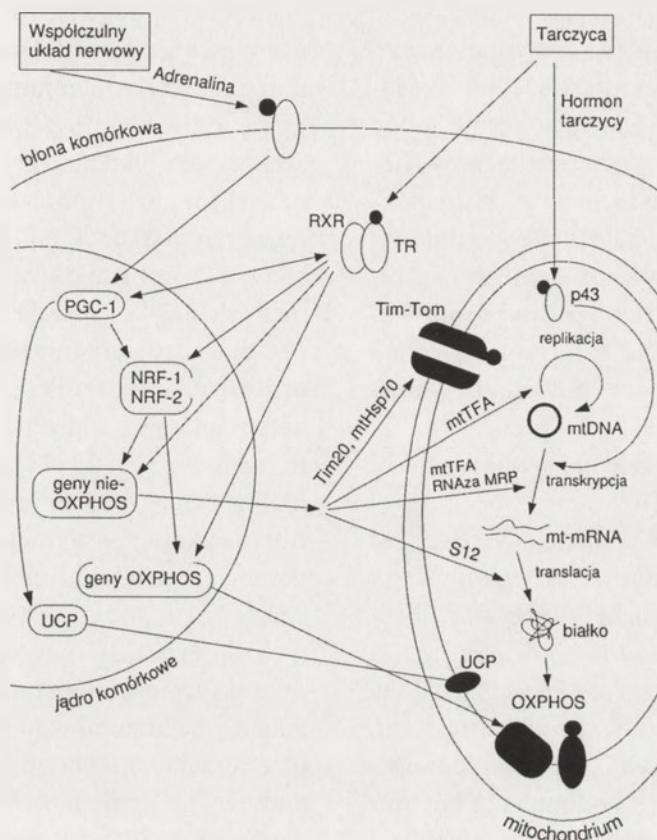 Współczulny
układ nerwowy
Tarczyca
Adrenalina
Hormon
tarczycy
błona komórkowa
RXR
TR
PGC-1
Tim-Tom
p43
replikacja
NRF-1
NRF-2
Tim20, mtHsp70
mtTFA
mtDNA
geny nie-
OXPHOS
mtTFA
RNAza MRP
transkrypcja
mt-mRNA
S12
translacja
geny OXPHOS
UCP
białko
UCP
OXPHOS
jądro komórkowe
mitochondrium